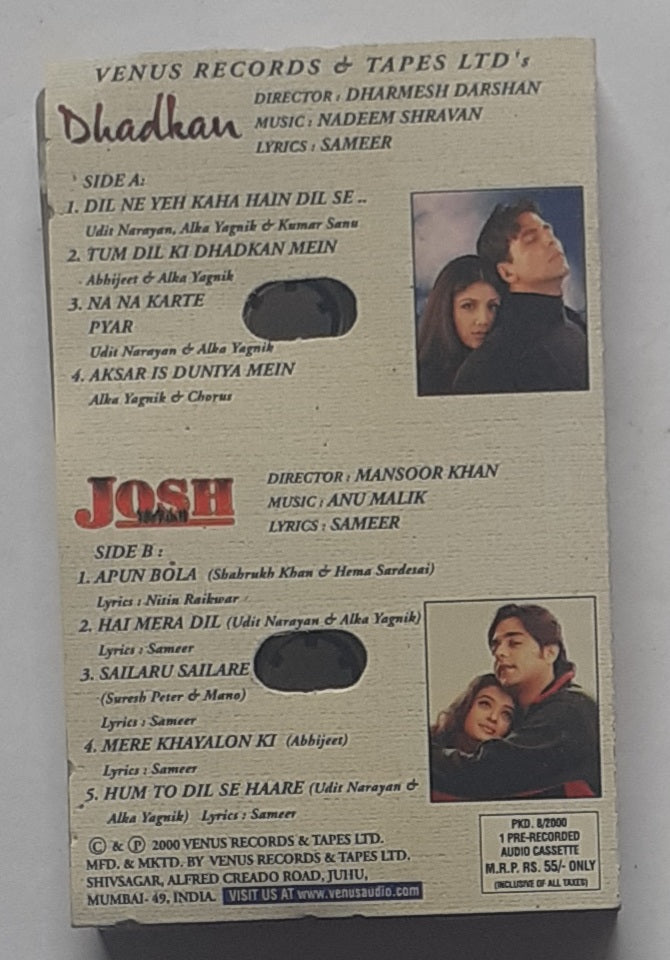 VENUS RECORDS & TAPES LTD's
Dhadkan
DIRECTOR : DHARMESH DARSHAN
MUSIC : NADEEM SHRAVAN
LYRICS : SAMEER
SIDE A:
1. DIL NE YEH KAHA HAIN DIL SE ..
Udit Narayan, Alka Yagnik & Kumar Sanu
2. TUM DIL KI DHADKAN MEIN
- Abhijeet & Alka Yagnik
3. NA NA KARTE
PYAR
Udit Narayan & Alka Yagnik
4. AKSAR IS DUNIYA MEIN
Alka Yagnik & Chorus
JOSH
DIRECTOR : MANSOOR KHAN
MUSIC : ANU MALIK
LYRICS : SAMEER
SIDE B :
1. APUN BOLA (Shahrukh Khan & Hema Sardesai)
Lyrics : Nitin Raikwar
2. HAI MERA DIL (Udit Narayan & Alka Yagnik)
Lyrics : Sameer
3. SAILARU SAILARE
(Suresh Peter & Mano)
Lyrics : Sameer
4. MERE KHAYALON KI (Abhijeet)
Lyrics : Sameer
5. HUM TO DIL SE HAARE (Udit Narayan &
Alka Yagnik) Lyrics : Sameer
© & ℗ 2000 VENUS RECORDS & TAPES LTD.
MFD. & MKTD. BY VENUS RECORDS & TAPES LTD.
SHIVSAGAR, ALFRED CREADO ROAD, JUHU,
MUMBAI- 49, INDIA. VISIT US AT www.venusaudio.com
PKD. 8/2000
1 PRE-RECORDED
AUDIO CASSETTE
M.R.P. RS. 55/- ONLY
(INCLUSIVE OF ALL TAXES)